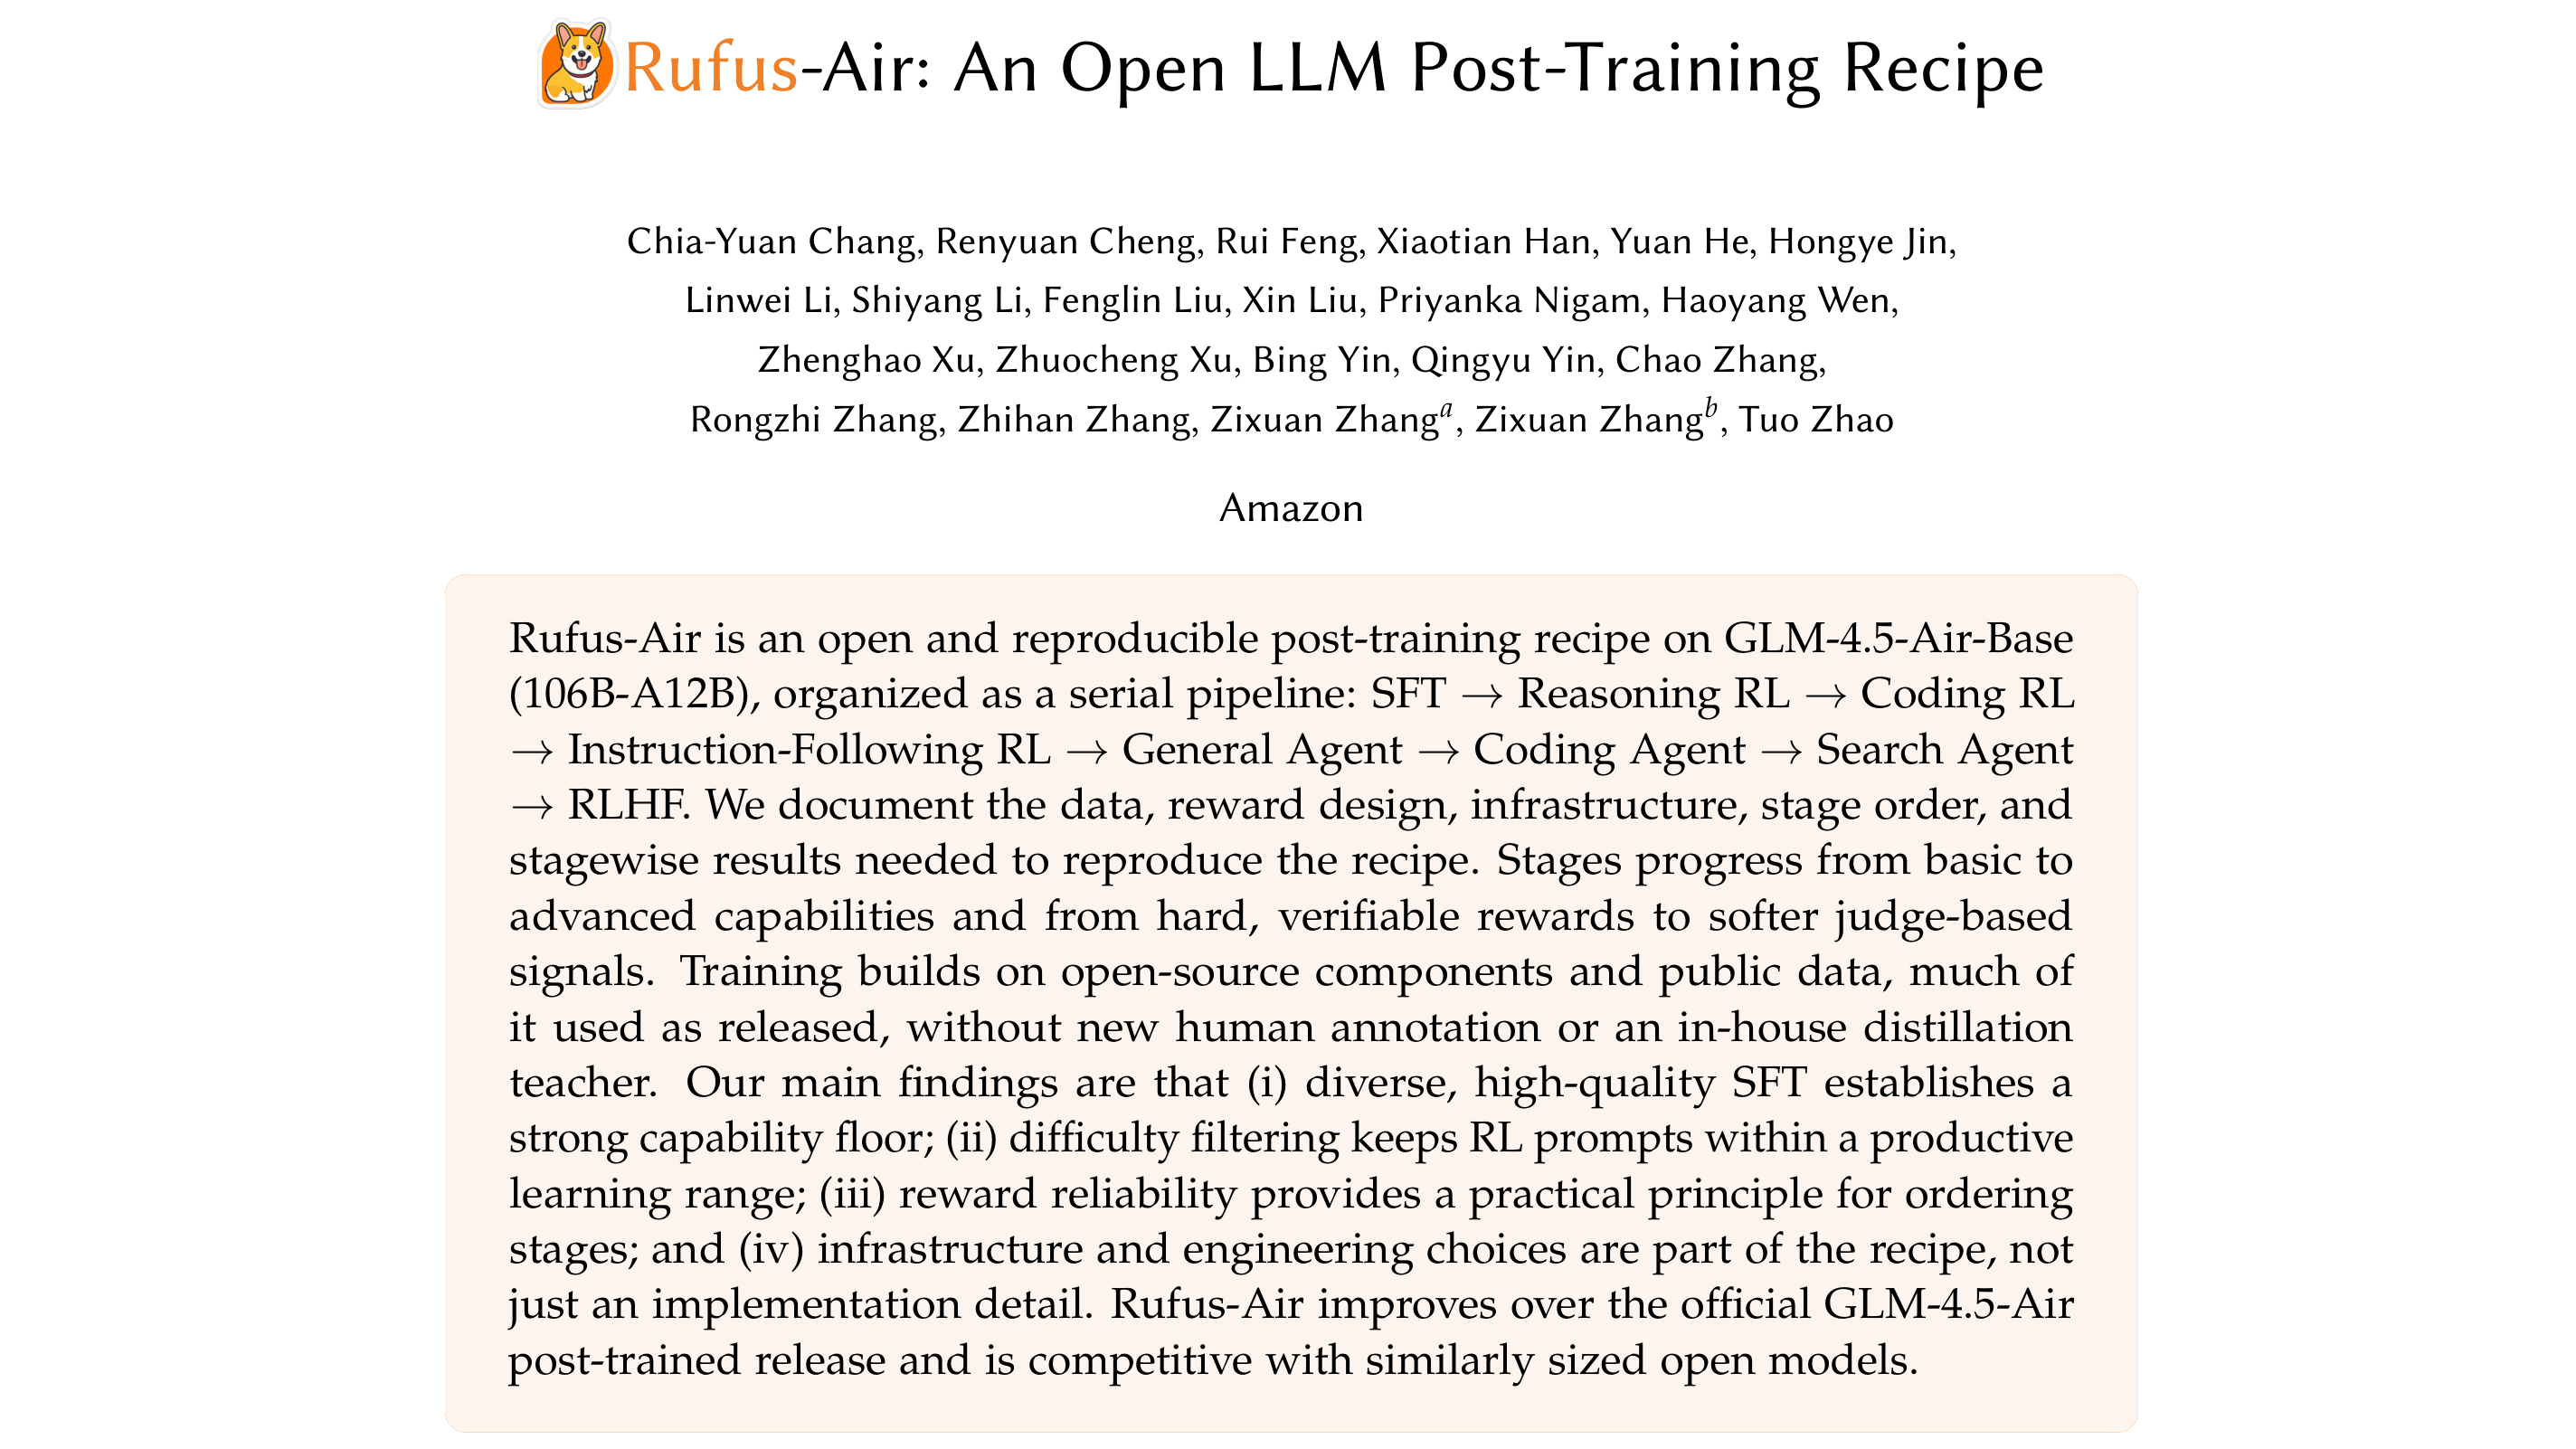 Rufus-Air: An Open LLM Post-Training Recipe
Chia-Yuan Chang, Renyuan Cheng, Rui Feng, Xiaotian Han, Yuan He, Hongye Jin,
Linwei Li, Shiyang Li, Fenglin Liu, Xin Liu, Priyanka Nigam, Haoyang Wen,
Zhenghao Xu, Zhuocheng Xu, Bing Yin, Qingyu Yin, Chao Zhang,
Rongzhi Zhang, Zhihan Zhang, Zixuan Zhangᵃ, Zixuan Zhangᵇ, Tuo Zhao
Amazon
Rufus-Air is an open and reproducible post-training recipe on GLM-4.5-Air-Base
(106B-A12B), organized as a serial pipeline: SFT → Reasoning RL → Coding RL
→ Instruction-Following RL → General Agent → Coding Agent → Search Agent
→ RLHF. We document the data, reward design, infrastructure, stage order, and
stagewise results needed to reproduce the recipe. Stages progress from basic to
advanced capabilities and from hard, verifiable rewards to softer judge-based
signals. Training builds on open-source components and public data, much of
it used as released, without new human annotation or an in-house distillation
teacher. Our main findings are that (i) diverse, high-quality SFT establishes a
strong capability floor; (ii) difficulty filtering keeps RL prompts within a productive
learning range; (iii) reward reliability provides a practical principle for ordering
stages; and (iv) infrastructure and engineering choices are part of the recipe, not
just an implementation detail. Rufus-Air improves over the official GLM-4.5-Air
post-trained release and is competitive with similarly sized open models.